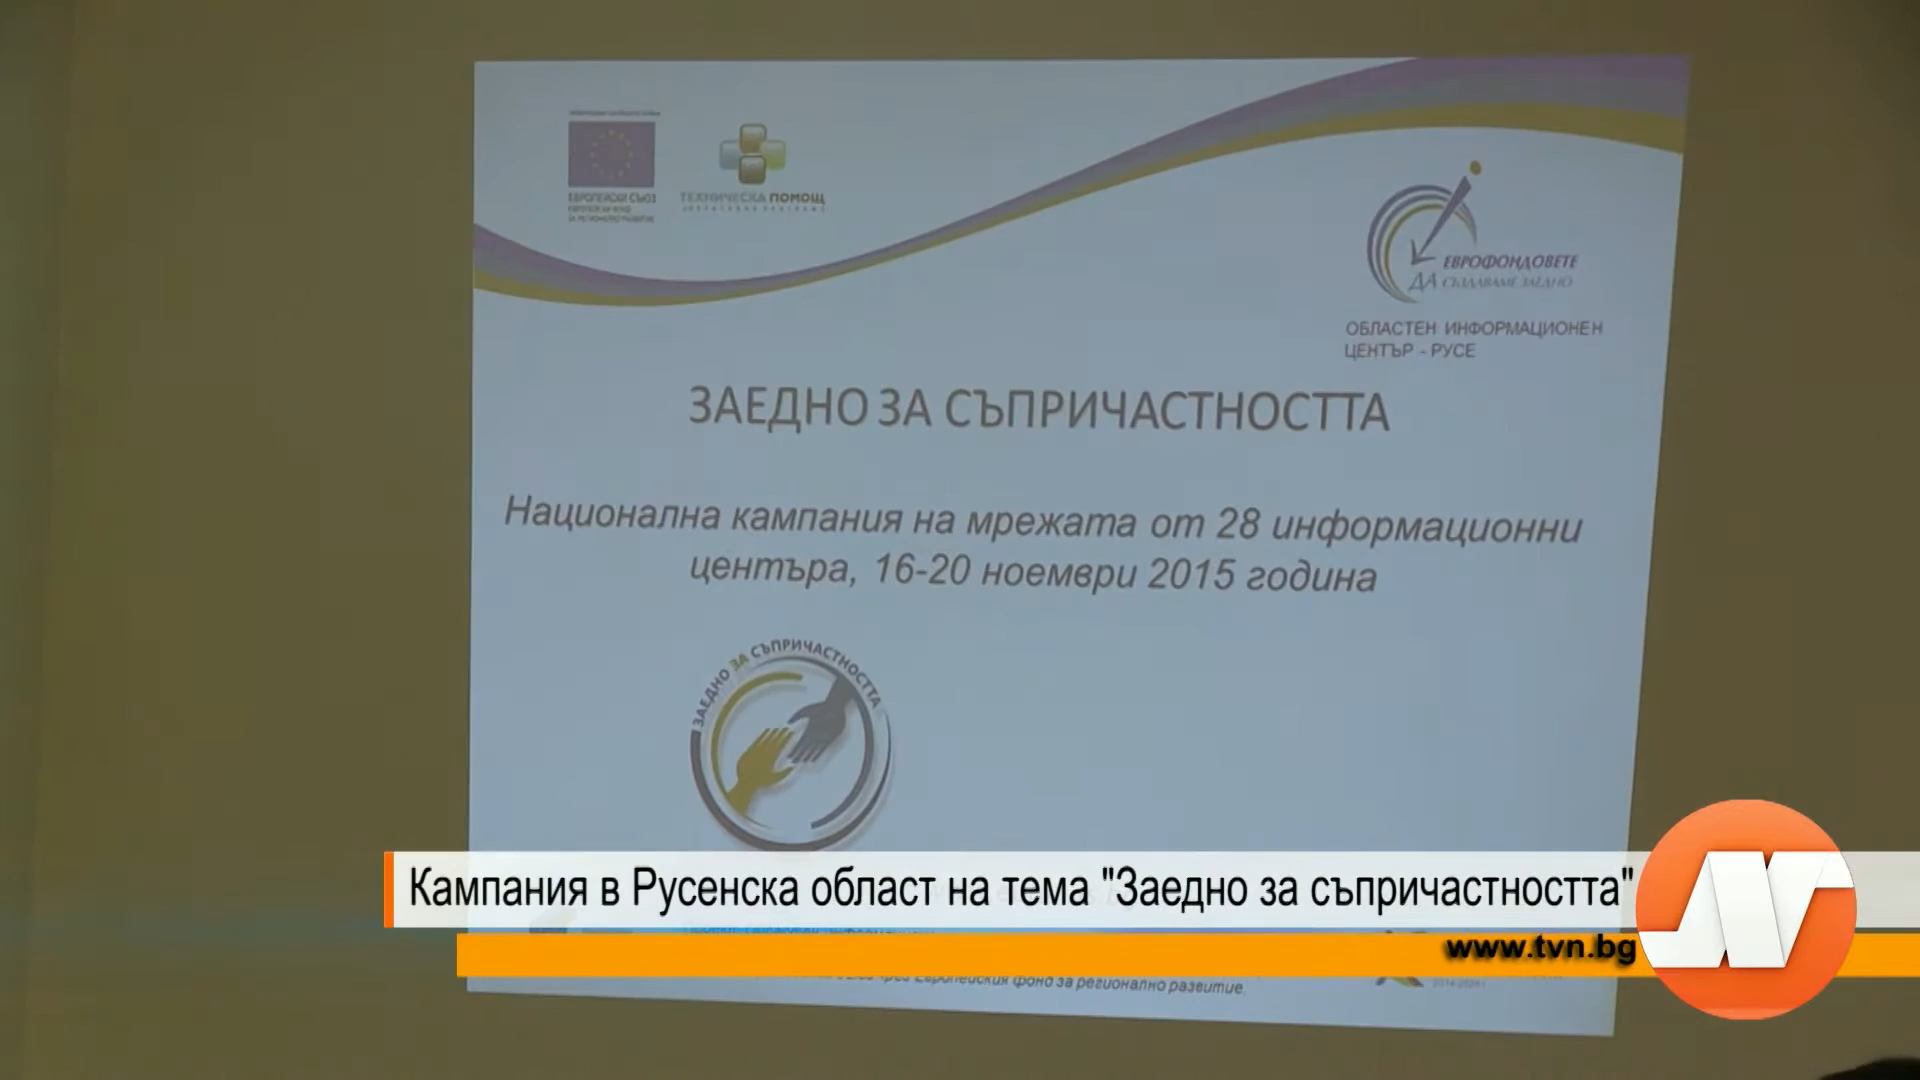 ЕВРОПЕЙСКИ СЪЮЗ
ТЕХНИЧЕСКА ПОМОЩ
ЕВРОФОНДОВЕТЕ
ДА СЪЗДАВАМЕ ЗАЕДНО
ОБЛАСТЕН ИНФОРМАЦИОНЕН
ЦЕНТЪР - РУСЕ
ЗАЕДНО ЗА СЪПРИЧАСТНОСТТА
Национална кампания на мрежата от 28 информационни
центъра, 16-20 ноември 2015 година
ЗАЕДНО ЗА СЪПРИЧАСТНОСТТА
Кампания в Русенска област на тема "Заедно за съпричастността"
www.tvn.bg
Европейския фонд за регионално развитие.